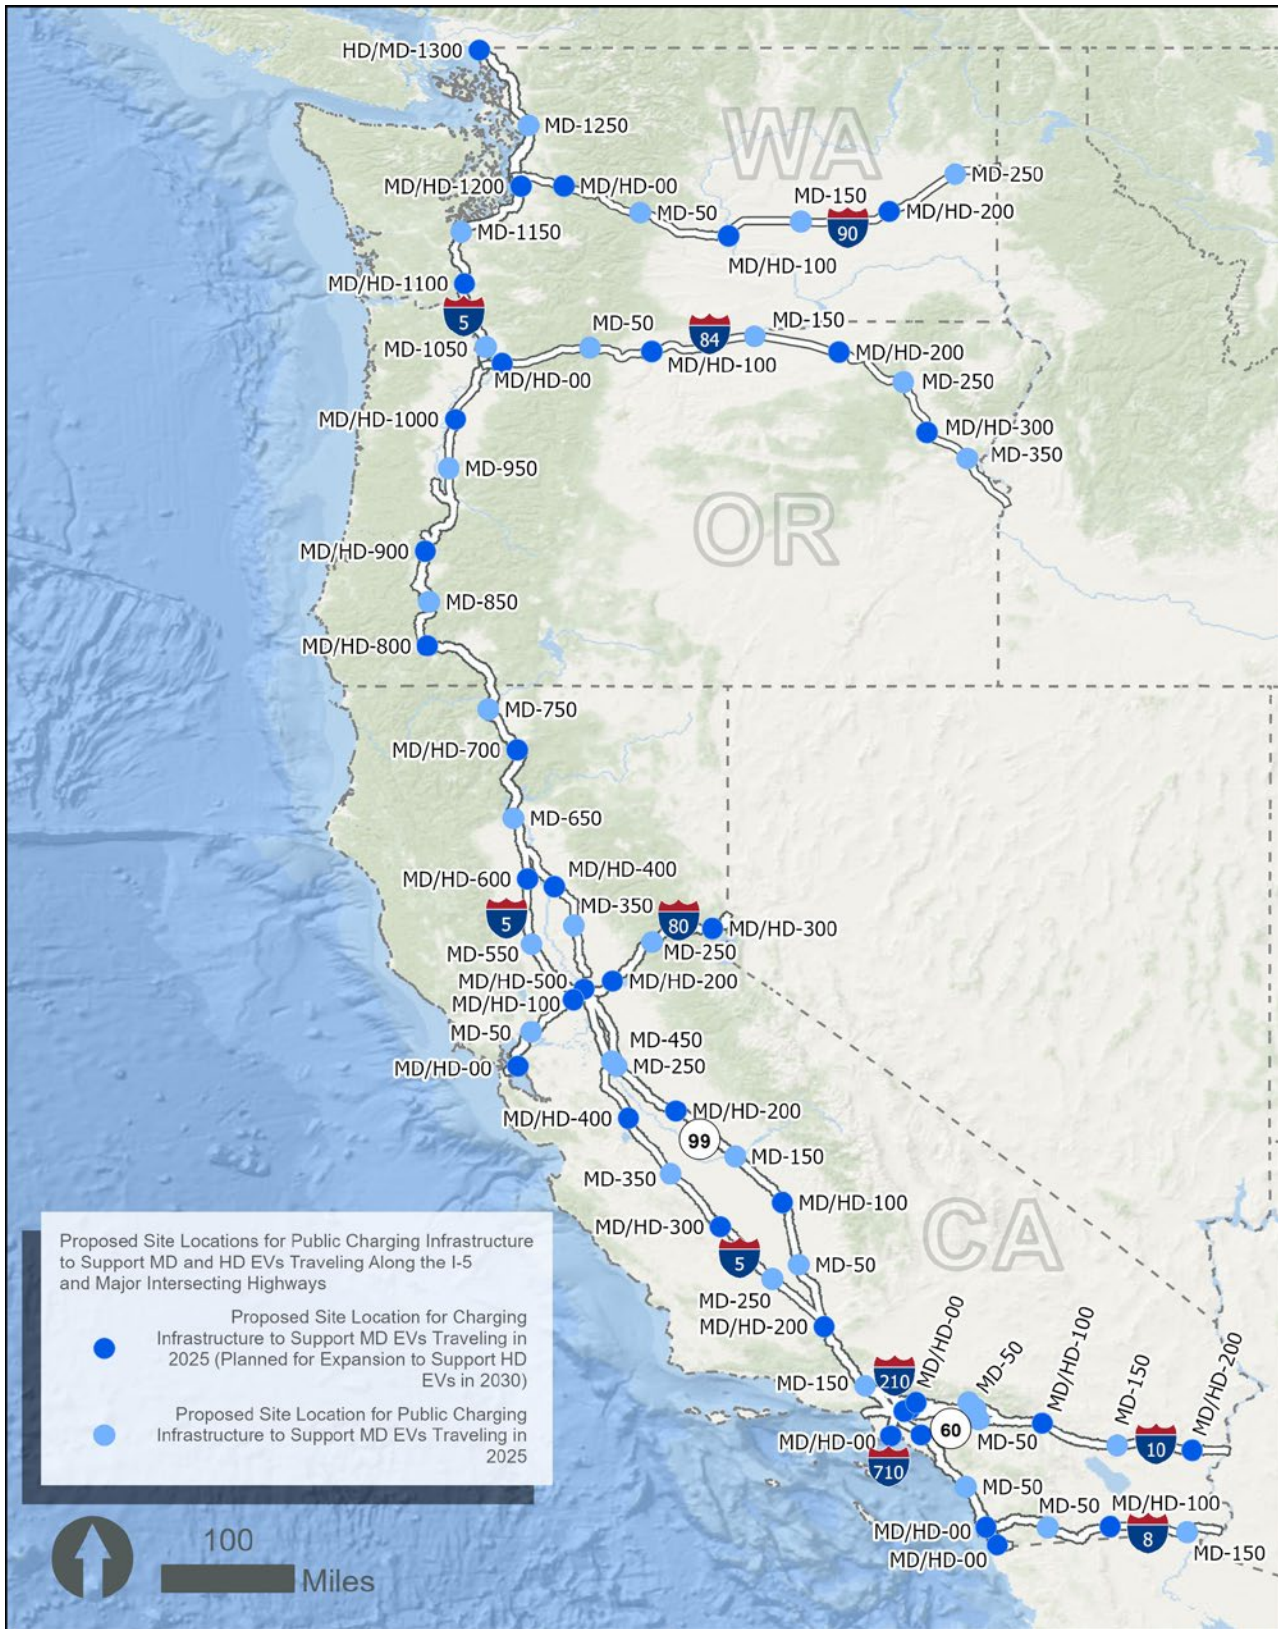 HD/MD-1300
MD-1250
WA
MD/HD-1200
MD/HD-00
MD-250
MD-50
MD-150
MD/HD-200
90
MD-1150
MD/HD-100
MD/HD-1100
5
MD-50
84
MD-150
MD-1050
MD/HD-00
MD/HD-100
MD/HD-200
MD-250
MD/HD-1000
MD/HD-300
MD-350
MD-950
OR
MD/HD-900
MD-850
MD/HD-800
MD-750
MD/HD-700
MD-650
MD/HD-600
MD/HD-400
5
MD-350
80
MD/HD-300
MD-550
MD-250
MD/HD-500
MD/HD-200
MD/HD-100
MD-50
MD-450
MD/HD-00
MD-250
MD/HD-400
MD/HD-200
99
MD-150
MD-350
MD/HD-100
CA
MD/HD-300
5
MD-50
MD-250
MD/HD-200
MD-150
210
MD/HD-00
MD-50
MD/HD-100
MD-150
MD/HD-200
MD/HD-00
60
MD-50
10
710
MD-50
MD-50
MD/HD-100
MD/HD-00
8
MD-150
MD/HD-00
Proposed Site Locations for Public Charging Infrastructure
to Support MD and HD EVs Traveling Along the I-5
and Major Intersecting Highways
Proposed Site Location for Charging
Infrastructure to Support MD EVs Traveling in
2025 (Planned for Expansion to Support HD
EVs in 2030)
Proposed Site Location for Public Charging
Infrastructure to Support MD EVs Traveling in
2025
100
Miles